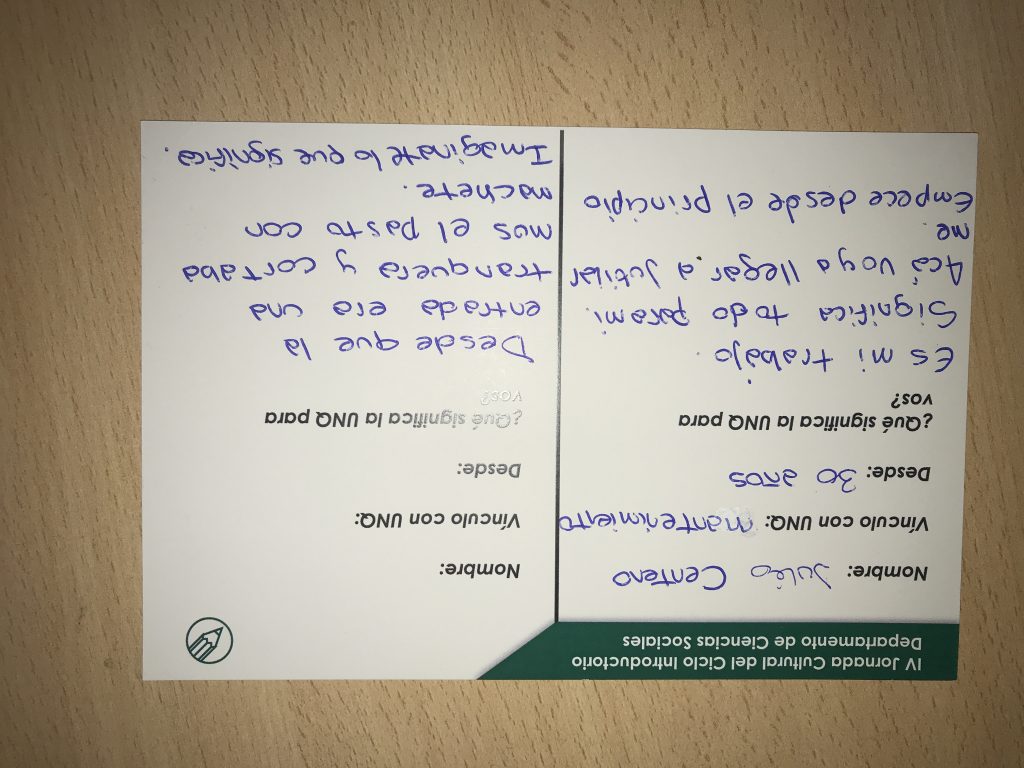 IV Jornada Cultural del Ciclo Introductorio
Departamento de Ciencias Sociales
Nombre: Julio Centeno
Vínculo con UNQ: mantenimiento
Desde: 30 años
¿Qué significa la UNQ para
vos?
Es mi trabajo.
Significa todo para mi.
Acá voy a llegar a jutilar
me.
Empece desde el principio
Nombre:
Vínculo con UNQ:
Desde:
¿Qué significa la UNQ para
vos?
Desde que la
entrada era una
tranquera y cortaba
mos el pasto con
machete.
Imaginate lo que significa.